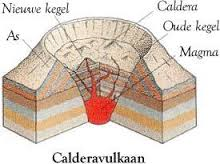 Nieuwe kegel
Caldera
Oude kegel
As
Magma
Calderavulkaan